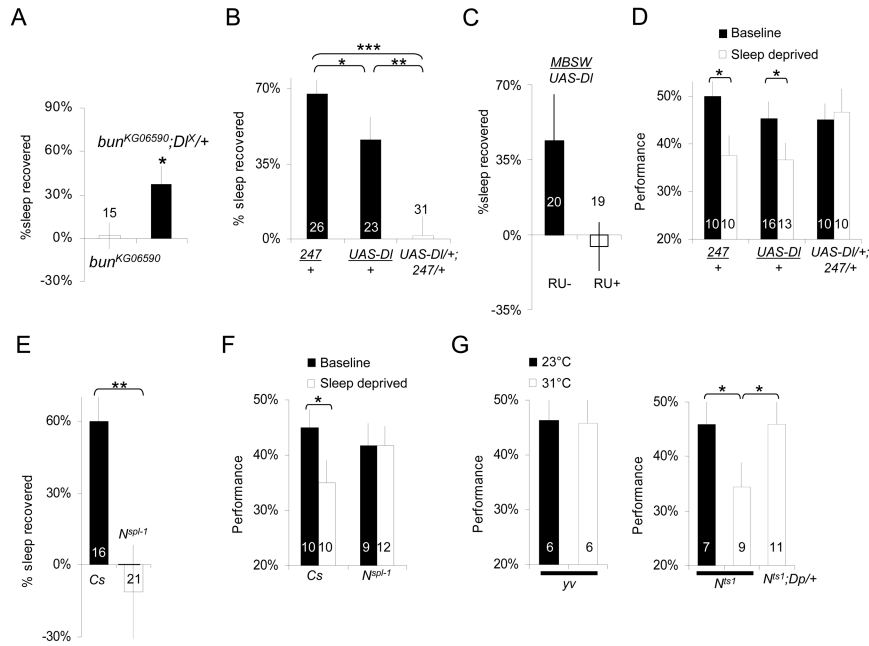 A
%sleep recovered
90%
60%
30%
0%
-30%
bunKG06590;DlX/+
*
15
bunKG06590
B
% sleep recovered
***
* **
70%
35%
0%
26 23 31
247 UAS-Dl UAS-Dl/+;
+ + 247/+
C
%sleep recovered
MBSW
UAS-Dl
70%
35%
0%
-35%
20 19
RU- RU+
D
Baseline
Sleep deprived
Performance
* *
50%
40%
30%
20%
10 10 16 13 10 10
247 UAS-Dl UAS-Dl/+;
+ + 247/+
E
% sleep recovered
**
60%
30%
0%
-30%
16
Nspl-1
Cs
21
F
Baseline
Sleep deprived
Performance
*
50%
40%
30%
20%
10 10 9 12
Cs Nspl-1
G
23°C
31°C
Performance
50%
40%
30%
20%
6 6
yv
Performance
* *
50%
40%
30%
20%
7 9 11
Nts1 Nts1;Dp/+